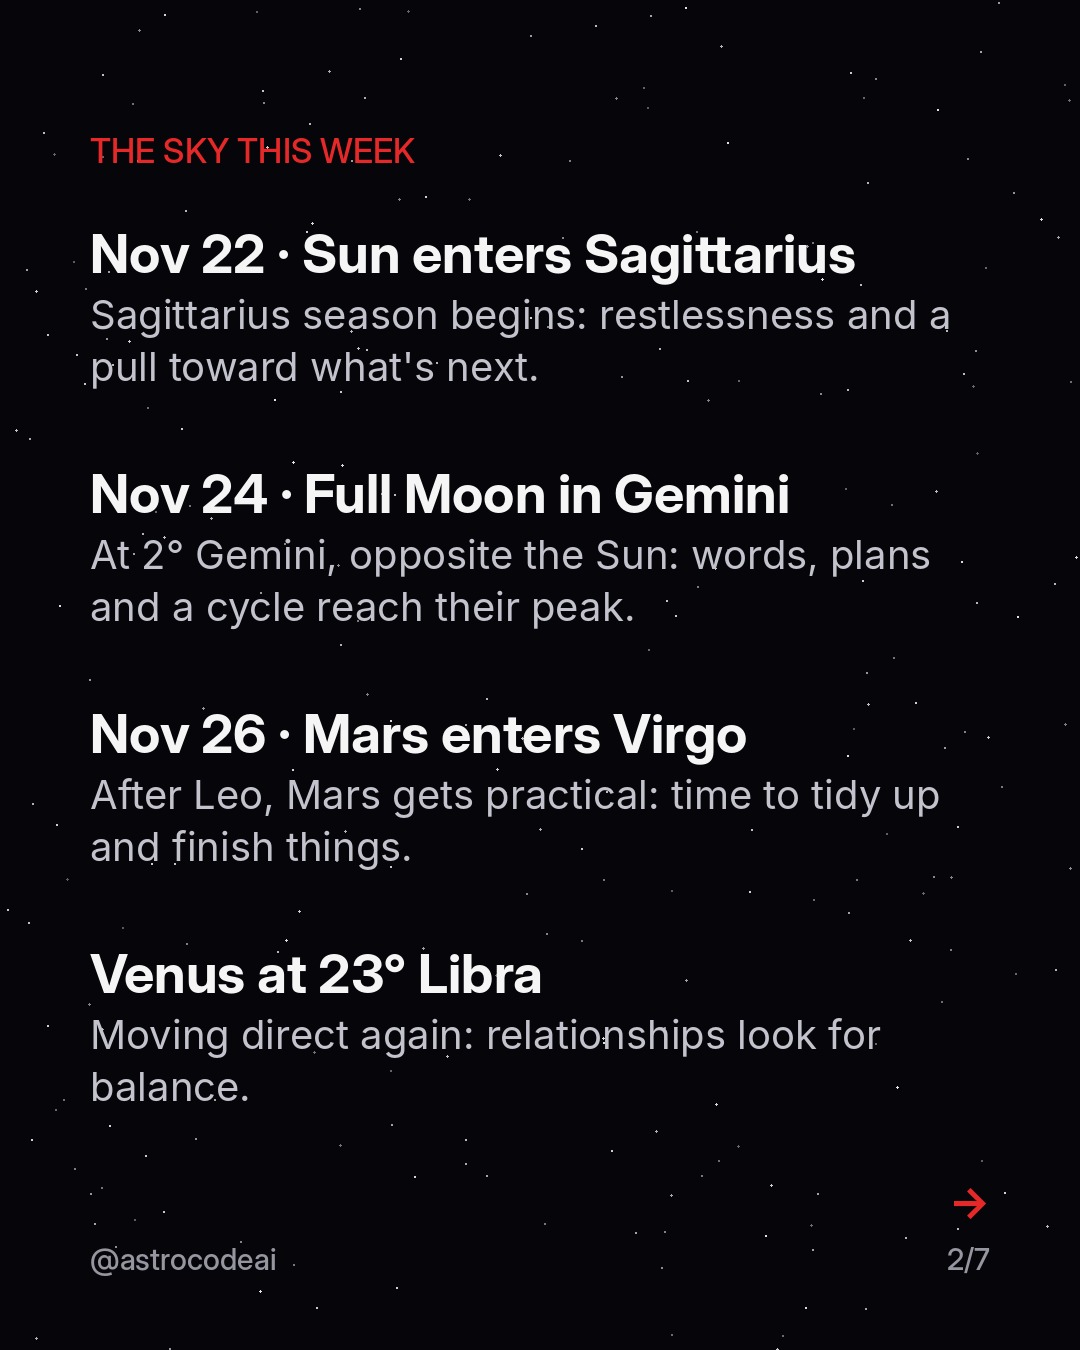 THE SKY THIS WEEK
Nov 22 · Sun enters Sagittarius
Sagittarius season begins: restlessness and a
pull toward what's next.
Nov 24 · Full Moon in Gemini
At 2° Gemini, opposite the Sun: words, plans
and a cycle reach their peak.
Nov 26 · Mars enters Virgo
After Leo, Mars gets practical: time to tidy up
and finish things.
Venus at 23° Libra
Moving direct again: relationships look for
balance.
→
@astrocodeai
2/7